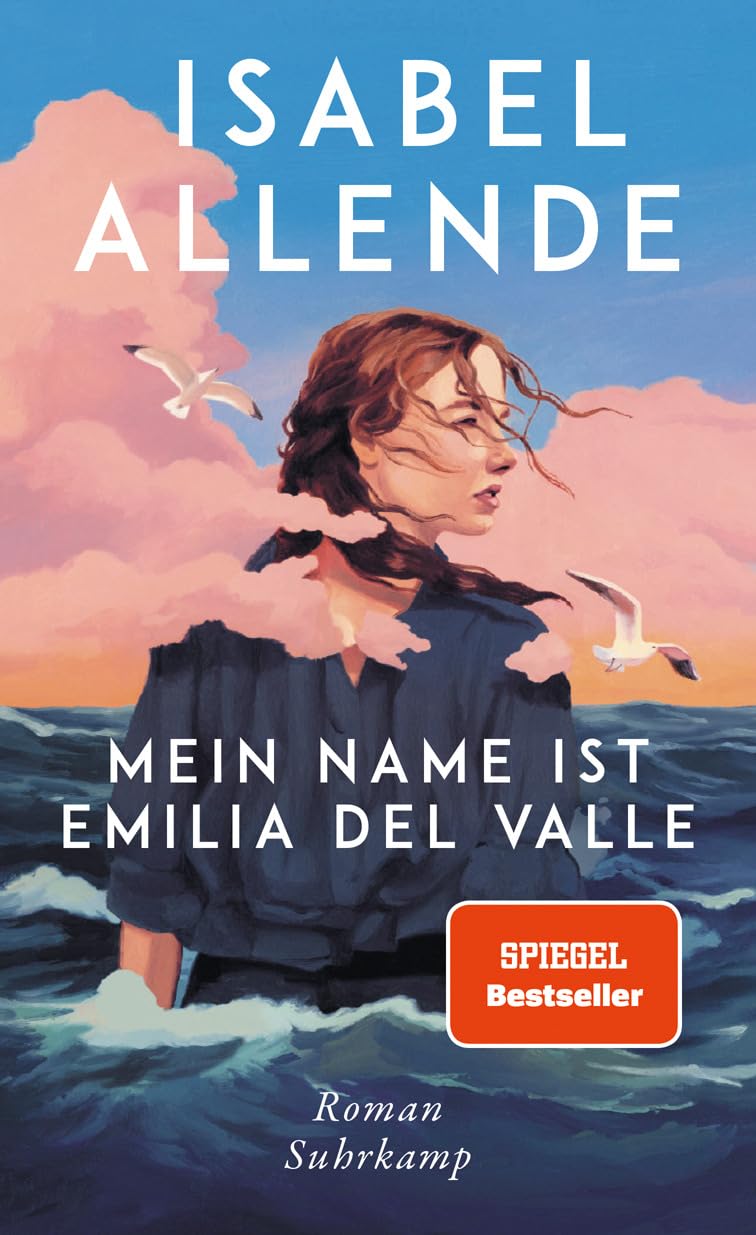 ISABEL
ALLENDE
MEIN NAME IST
EMILIA DEL VALLE
SPIEGEL
Bestseller
Roman
Suhrkamp